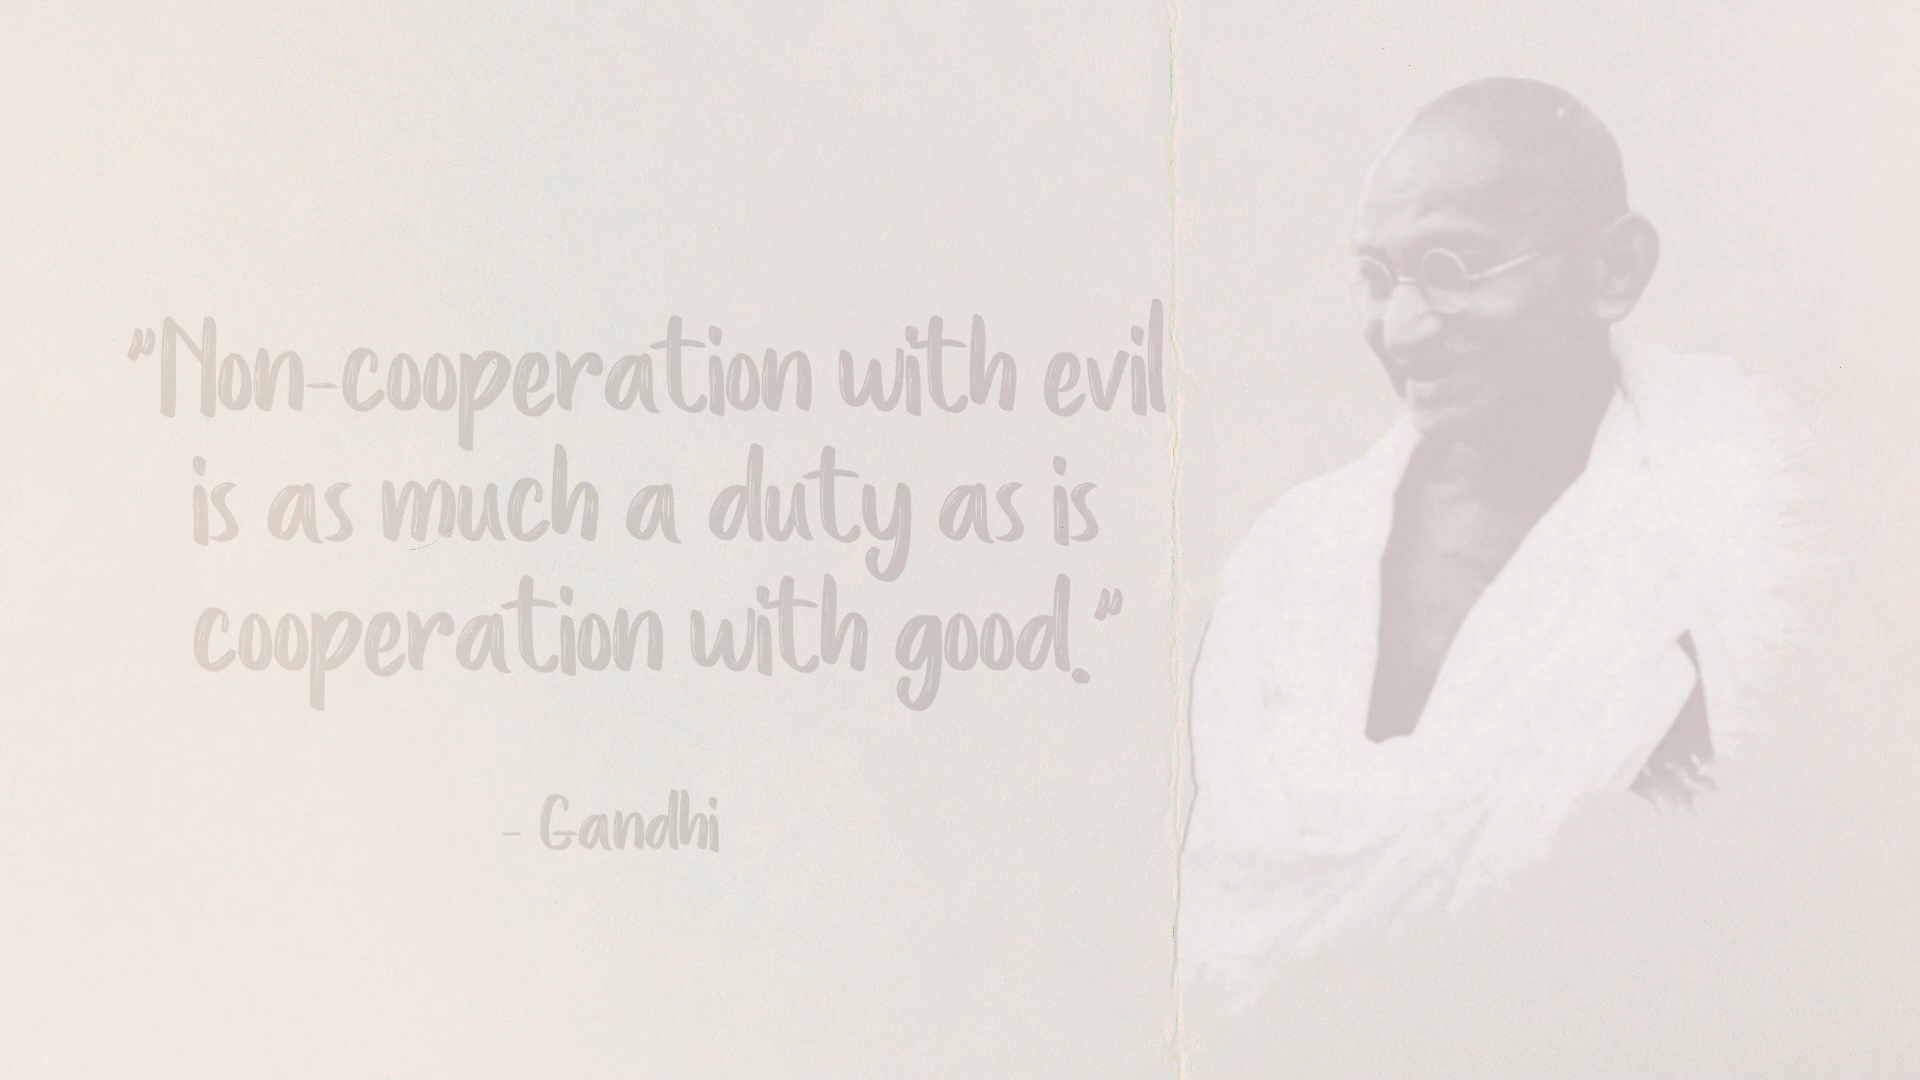 "Non-cooperation with evil
is as much a duty as is
cooperation with good."
- Gandhi